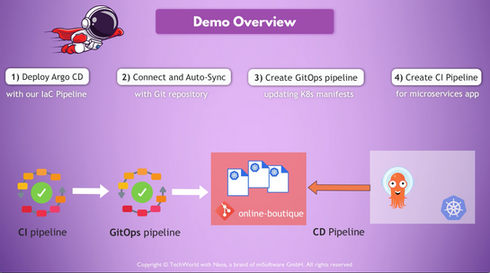 Demo Overview
1) Deploy Argo CD
with our IaC Pipeline
2) Connect and Auto-Sync
with Git repository
3) Create GitOps pipeline
updating K8s manifests
4) Create CI Pipeline
for microservices app
online-boutique
CI pipeline
GitOps pipeline
CD Pipeline
Copyright © TechWorld with Nana, a brand of nnSoftware GmbH. All rights reserved